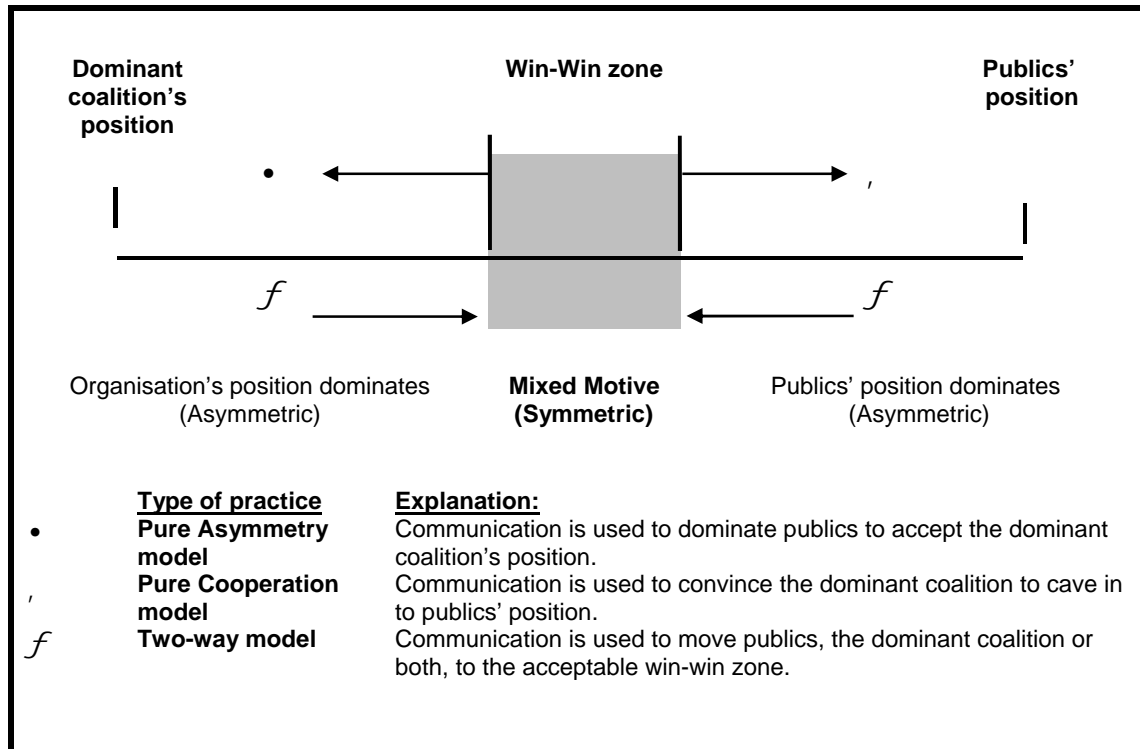 Dominant coalition's position
Win-Win zone
Publics' position
•
,
ƒ
ƒ
Organisation's position dominates (Asymmetric)
Mixed Motive (Symmetric)
Publics' position dominates (Asymmetric)
Type of practice Explanation:
• Pure Asymmetry Communication is used to dominate publics to accept the dominant
model coalition's position.
, Pure Cooperation Communication is used to convince the dominant coalition to cave in
model to publics' position.
ƒ Two-way model Communication is used to move publics, the dominant coalition or
both, to the acceptable win-win zone.